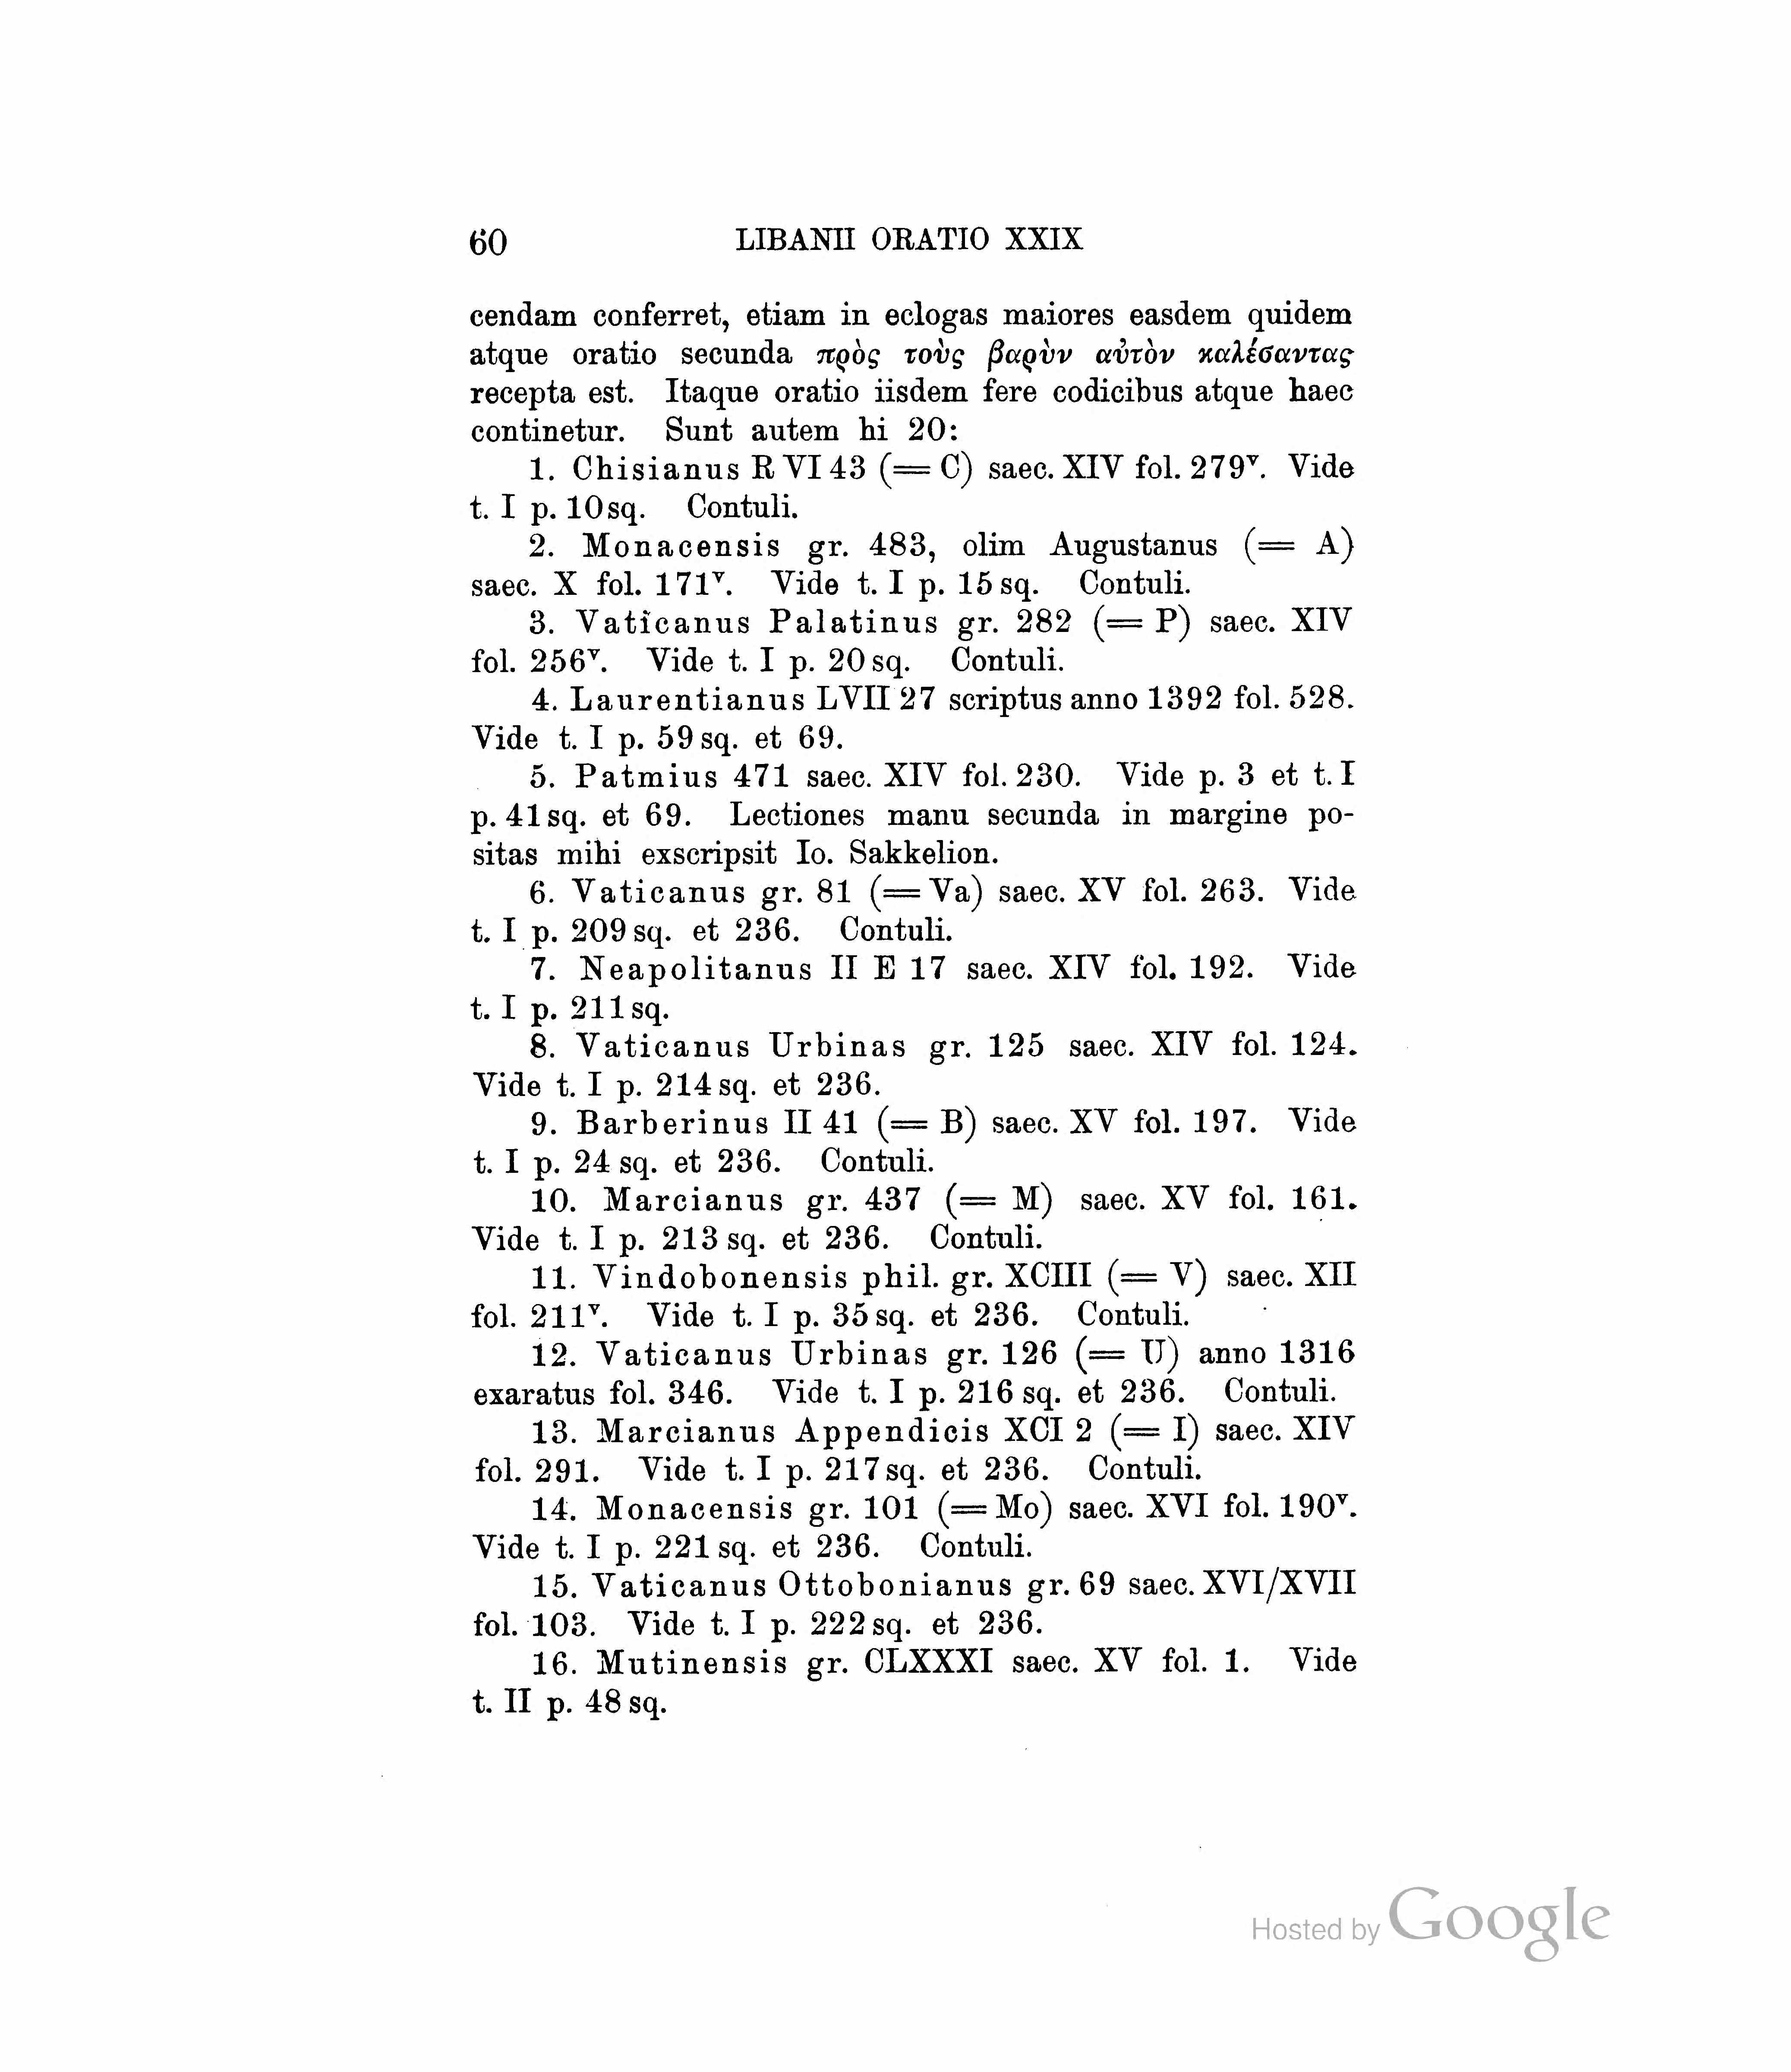 60 LIBANII ORATIO XXIX
cendam conferret, etiam in eclogas maiores easdem quidem
atque oratio secunda πρὸς τοὺς βαρὺν αὐτὸν καλέσαντας
recepta est. Itaque oratio iisdem fere codicibus atque haec
continetur. Sunt autem hi 20:
1. Chisianus R VI 43 (= C) saec. XIV fol. 279ᵛ. Vide
t. I p. 10 sq. Contuli.
2. Monacensis gr. 483, olim Augustanus (= A)
saec. X fol. 171ᵛ. Vide t. I p. 15 sq. Contuli.
3. Vaticanus Palatinus gr. 282 (= P) saec. XIV
fol. 256ᵛ. Vide t. I p. 20 sq. Contuli.
4. Laurentianus LVII 27 scriptus anno 1392 fol. 528.
Vide t. I p. 59 sq. et 69.
5. Patmius 471 saec. XIV fol. 230. Vide p. 3 et t. I
p. 41 sq. et 69. Lectiones manu secunda in margine po-
sitas mihi exscripsit Io. Sakkelion.
6. Vaticanus gr. 81 (= Va) saec. XV fol. 263. Vide
t. I p. 209 sq. et 236. Contuli.
7. Neapolitanus II E 17 saec. XIV fol. 192. Vide
t. I p. 211 sq.
8. Vaticanus Urbinas gr. 125 saec. XIV fol. 124.
Vide t. I p. 214 sq. et 236.
9. Barberinus II 41 (= B) saec. XV fol. 197. Vide
t. I p. 24 sq. et 236. Contuli.
10. Marcianus gr. 437 (= M) saec. XV fol. 161.
Vide t. I p. 213 sq. et 236. Contuli.
11. Vindobonensis phil. gr. XCIII (= V) saec. XII
fol. 211ᵛ. Vide t. I p. 35 sq. et 236. Contuli.
12. Vaticanus Urbinas gr. 126 (= U) anno 1316
exaratus fol. 346. Vide t. I p. 216 sq. et 236. Contuli.
13. Marcianus Appendicis XCI 2 (= I) saec. XIV
fol. 291. Vide t. I p. 217 sq. et 236. Contuli.
14. Monacensis gr. 101 (= Mo) saec. XVI fol. 190ᵛ.
Vide t. I p. 221 sq. et 236. Contuli.
15. Vaticanus Ottobonianus gr. 69 saec. XVI/XVII
fol. 103. Vide t. I p. 222 sq. et 236.
16. Mutinensis gr. CLXXXI saec. XV fol. 1. Vide
t. II p. 48 sq.
Hosted by Google